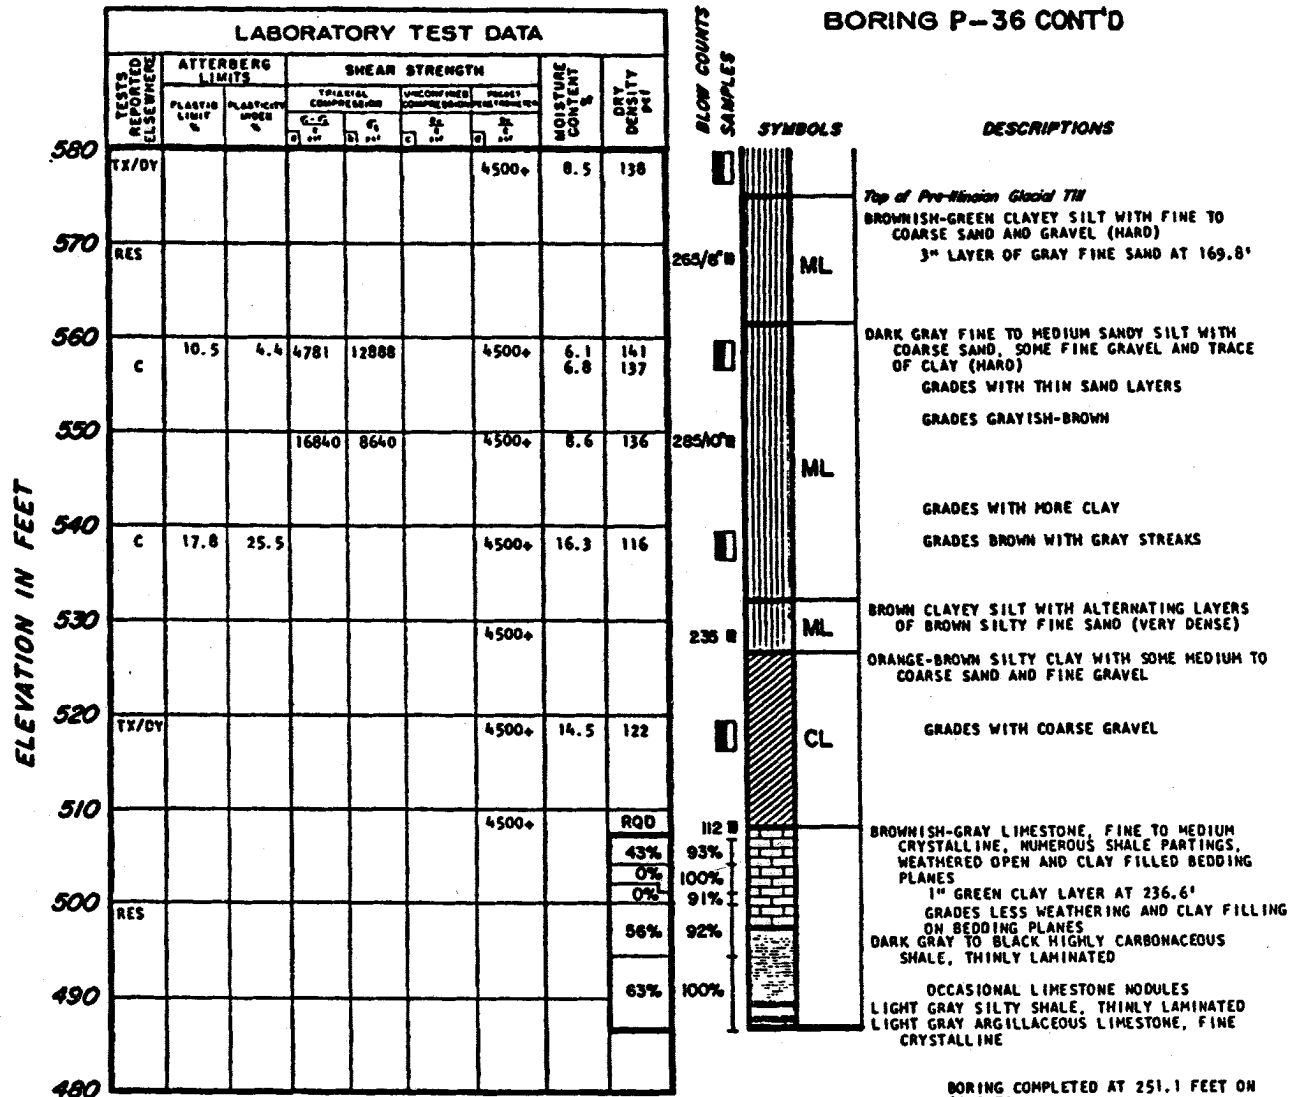 BORING P-36 CONT'D
LABORATORY TEST DATA
TESTS REPORTED ELSEWHERE
ATTERBERG LIMITS
PLASTIC LIMIT %
PLASTICITY INDEX %
SHEAR STRENGTH
TRIAXIAL COMPRESSION
UNCONFINED COMPRESSION
POCKET PENETROMETER
MOISTURE CONTENT %
DRY DENSITY pcf
BLOW COUNTS
SAMPLES
SYMBOLS
DESCRIPTIONS
ELEVATION IN FEET
580
TX/DY 4500+ 8.5 138
Top of Pre-Illinoian Glacial Till
BROWNISH-GREEN CLAYEY SILT WITH FINE TO
COARSE SAND AND GRAVEL (HARD)
570
RES 265/8" ML
3" LAYER OF GRAY FINE SAND AT 169.8'
560
10.5 4.4 4781 12888 4500+ 6.1 141
C 6.8 137
DARK GRAY FINE TO MEDIUM SANDY SILT WITH
COARSE SAND, SOME FINE GRAVEL AND TRACE
OF CLAY (HARD)
GRADES WITH THIN SAND LAYERS
GRADES GRAYISH-BROWN
550
16840 8640 4500+ 8.6 136 285/10"
ML
GRADES WITH MORE CLAY
540
C 17.8 25.5 4500+ 16.3 116
GRADES BROWN WITH GRAY STREAKS
BROWN CLAYEY SILT WITH ALTERNATING LAYERS
OF BROWN SILTY FINE SAND (VERY DENSE)
530
4500+ 235 ML
ORANGE-BROWN SILTY CLAY WITH SOME MEDIUM TO
COARSE SAND AND FINE GRAVEL
520
TX/DY 4500+ 14.5 122 CL
GRADES WITH COARSE GRAVEL
510
4500+ RQD 112
BROWNISH-GRAY LIMESTONE, FINE TO MEDIUM
CRYSTALLINE, NUMEROUS SHALE PARTINGS,
WEATHERED OPEN AND CLAY FILLED BEDDING
PLANES
43% 93%
0% 100%
0% 91%
1" GREEN CLAY LAYER AT 236.6'
500
RES
GRADES LESS WEATHERING AND CLAY FILLING
ON BEDDING PLANES
56% 92%
DARK GRAY TO BLACK HIGHLY CARBONACEOUS
SHALE, THINLY LAMINATED
63% 100%
490
OCCASIONAL LIMESTONE NODULES
LIGHT GRAY SILTY SHALE, THINLY LAMINATED
LIGHT GRAY ARGILLACEOUS LIMESTONE, FINE
CRYSTALLINE
480
BORING COMPLETED AT 251.1 FEET ON